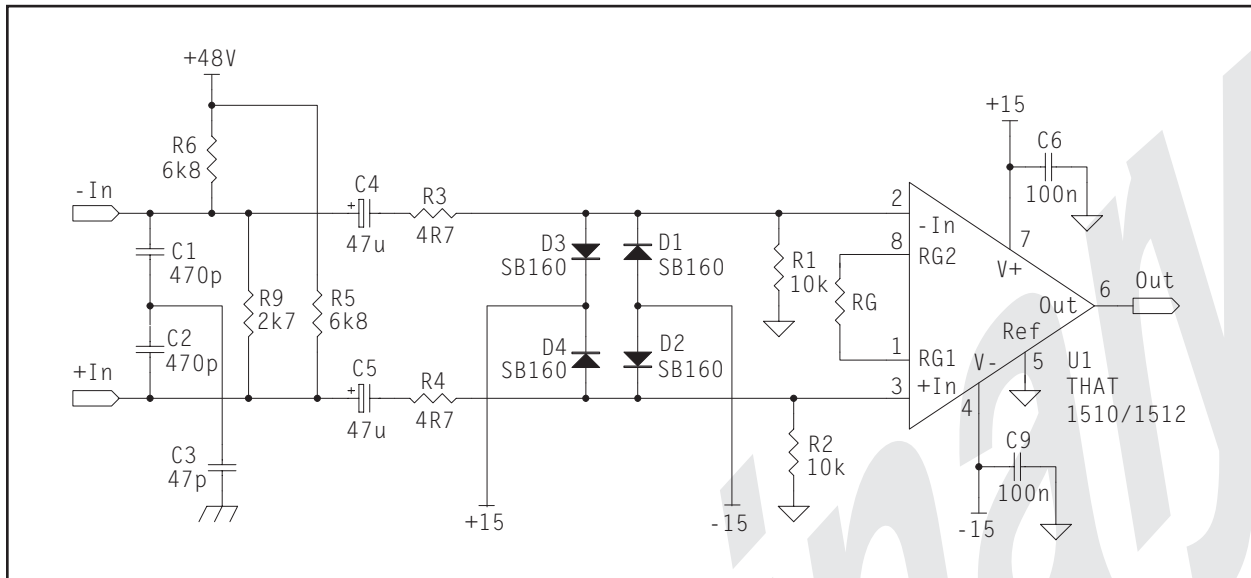 +48V
R6
6k8
-In
C1
470p
C2
470p
+In
C3
47p
R9
2k7
R5
6k8
C4
+
47u
R3
4R7
C5
+
47u
R4
4R7
D3
SB160
D1
SB160
D4
SB160
D2
SB160
+15
-15
R1
10k
R2
10k
RG
+15
C6
100n
2
-In
8
RG2
7
V+
1
RG1
3
+In
V-
4
Ref
5
Out
6
Out
U1
THAT
1510/1512
C9
100n
-15